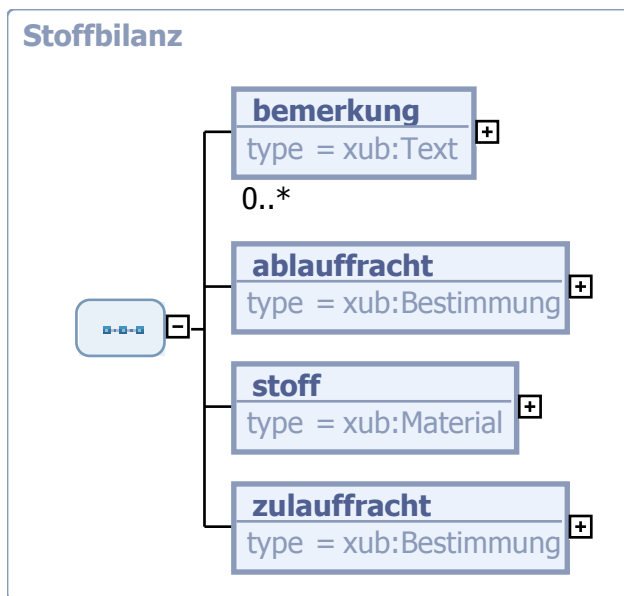 Stoffbilanz
bemerkung
type = xub:Text
0..*
ablauffracht
type = xub:Bestimmung
stoff
type = xub:Material
zulauffracht
type = xub:Bestimmung